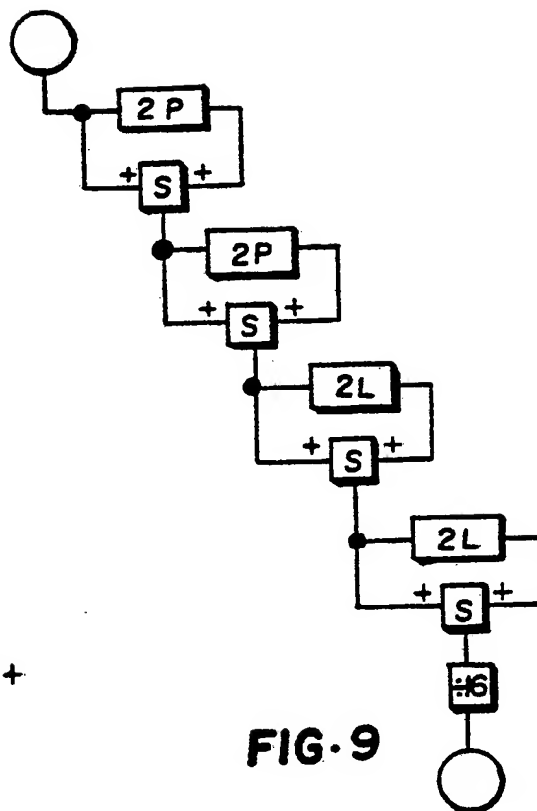 2P
+ S +
2P
+ S +
2L
+ S +
2L
+ S +
÷16
+
FIG. 9